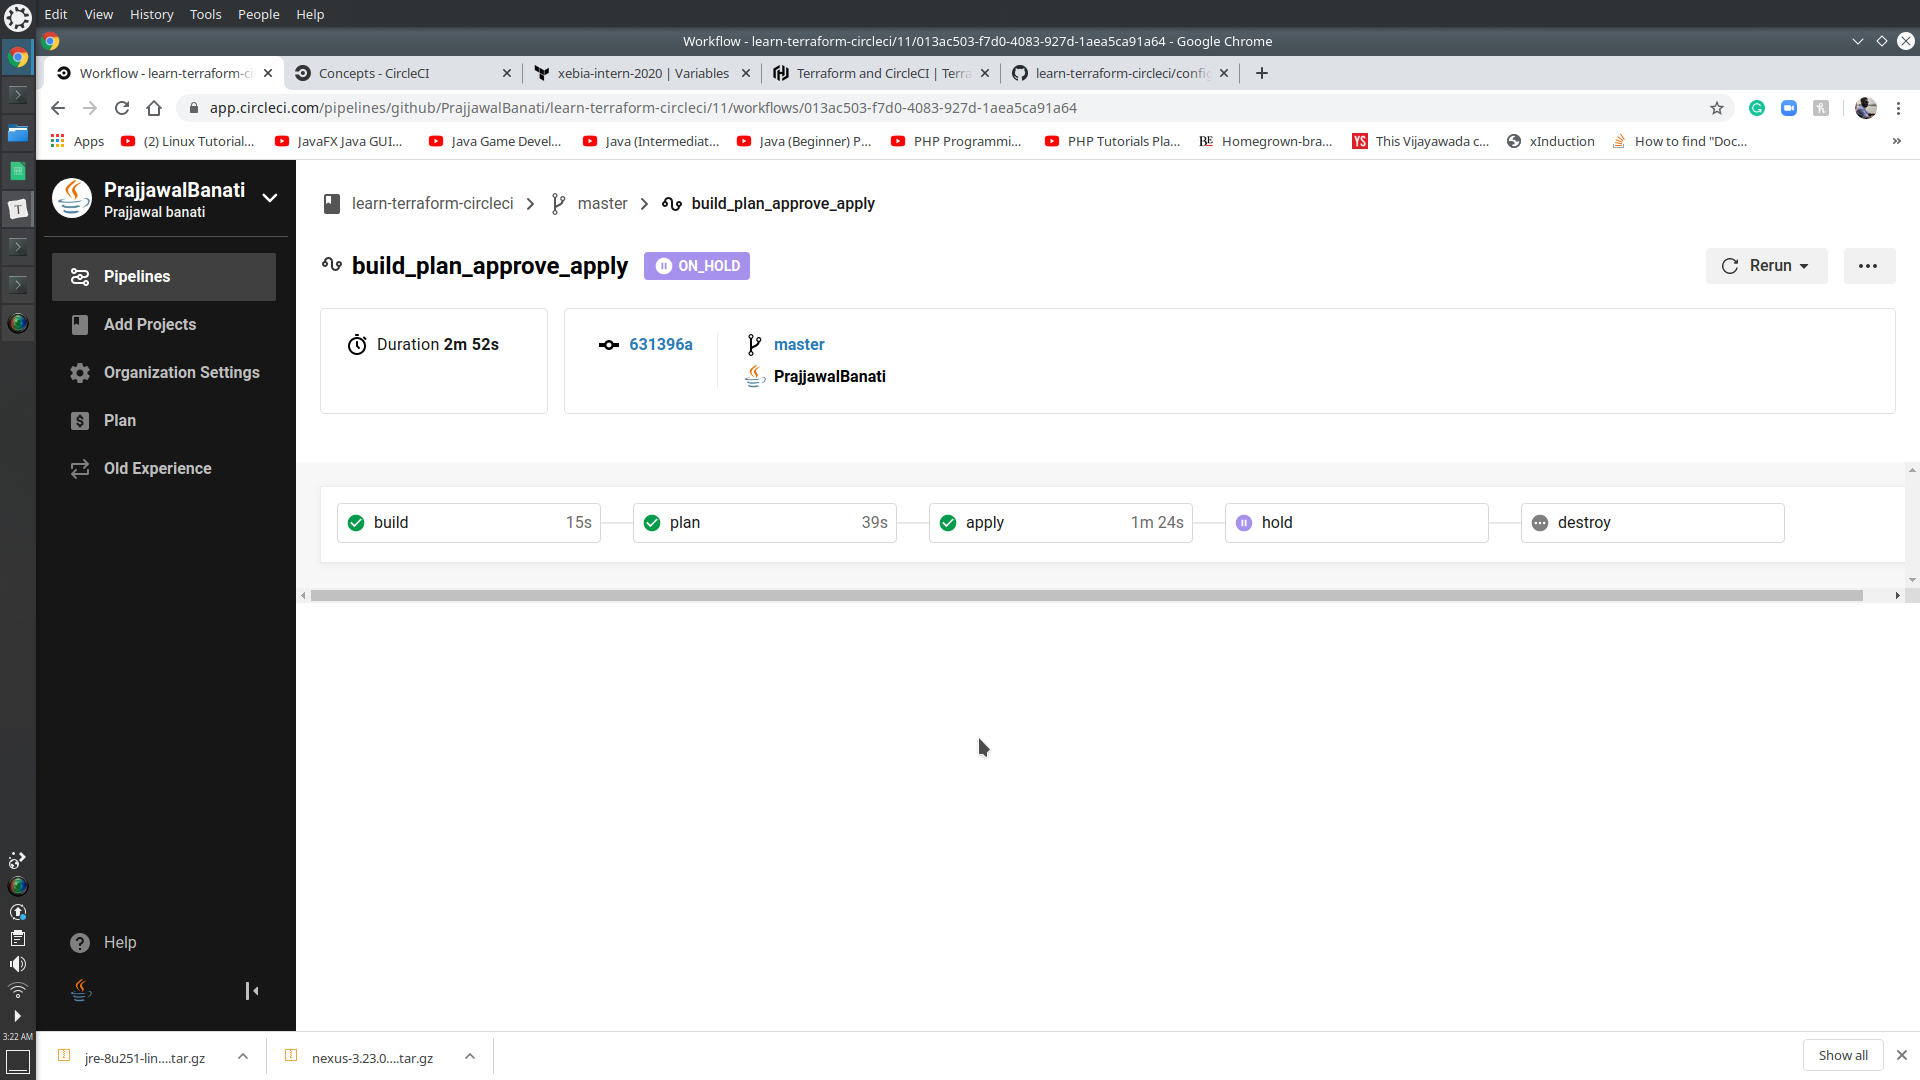 Edit View History Tools People Help
Workflow - learn-terraform-circleci/11/013ac503-f7d0-4083-927d-1aea5ca91a64 - Google Chrome
Workflow - learn-terraform-ci Concepts - CircleCI xebia-intern-2020 | Variables Terraform and CircleCI | Terra learn-terraform-circleci/config
app.circleci.com/pipelines/github/PrajjawalBanati/learn-terraform-circleci/11/workflows/013ac503-f7d0-4083-927d-1aea5ca91a64
Apps (2) Linux Tutorial... JavaFX Java GUI... Java Game Devel... Java (Intermediat... Java (Beginner) P... PHP Programmi... PHP Tutorials Pla... BE Homegrown-bra... YS This Vijayawada c... xInduction How to find "Doc... »
PrajjawalBanati
Prajjawal banati
learn-terraform-circleci master build_plan_approve_apply
build_plan_approve_apply ON_HOLD Rerun
Pipelines
Add Projects
Organization Settings
Plan
Old Experience
Duration 2m 52s 631396a master
PrajjawalBanati
build 15s plan 39s apply 1m 24s hold destroy
Help
3:22 AM
jre-8u251-lin....tar.gz nexus-3.23.0....tar.gz Show all